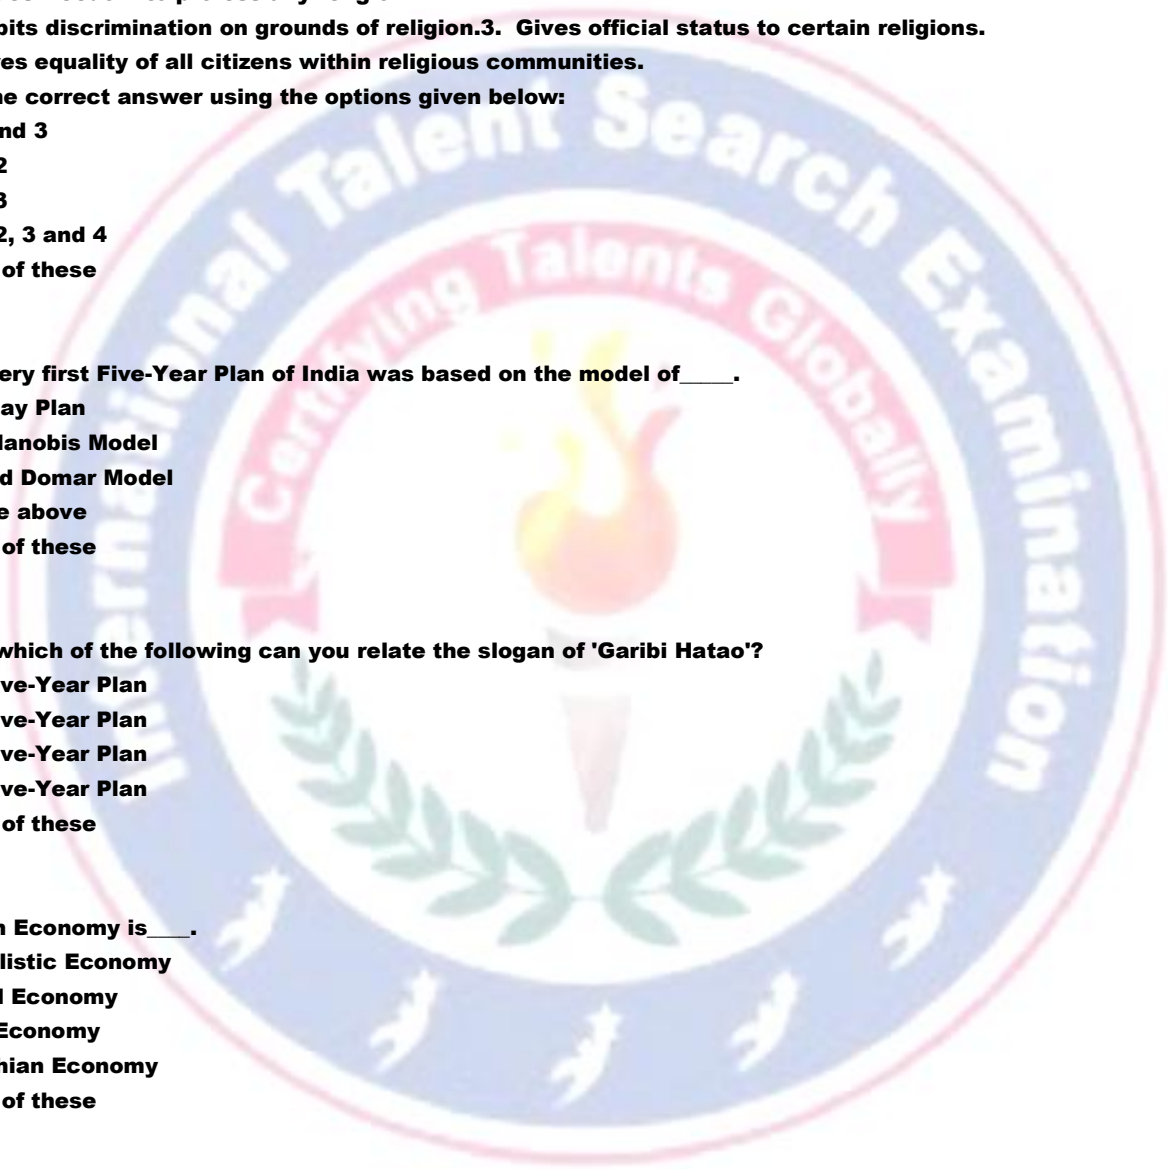 bits discrimination on grounds of religion.3. Gives official status to certain religions.
es equality of all citizens within religious communities.
e correct answer using the options given below:
nd 3
2
3
2, 3 and 4
of these
ery first Five-Year Plan of India was based on the model of_____.
ay Plan
lanobis Model
d Domar Model
e above
of these
which of the following can you relate the slogan of 'Garibi Hatao'?
ve-Year Plan
ve-Year Plan
ve-Year Plan
ve-Year Plan
of these
n Economy is____.
listic Economy
d Economy
Economy
hian Economy
of these
International Talent Search Examination
Certifying Talents Globally